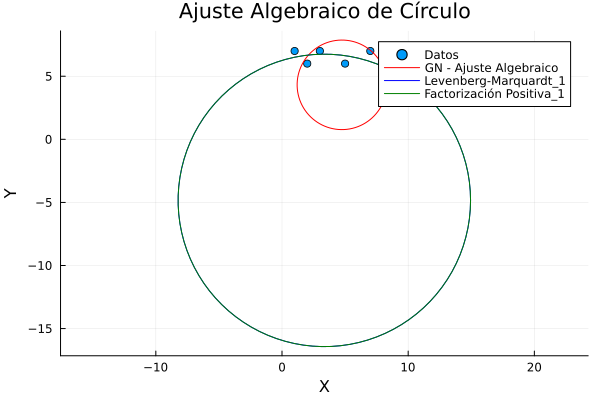 Ajuste Algebraico de Círculo
Datos
GN - Ajuste Algebraico
Levenberg-Marquardt_1
Factorización Positiva_1
5
0
−5
−10
−15
Y
−10
0
10
20
X